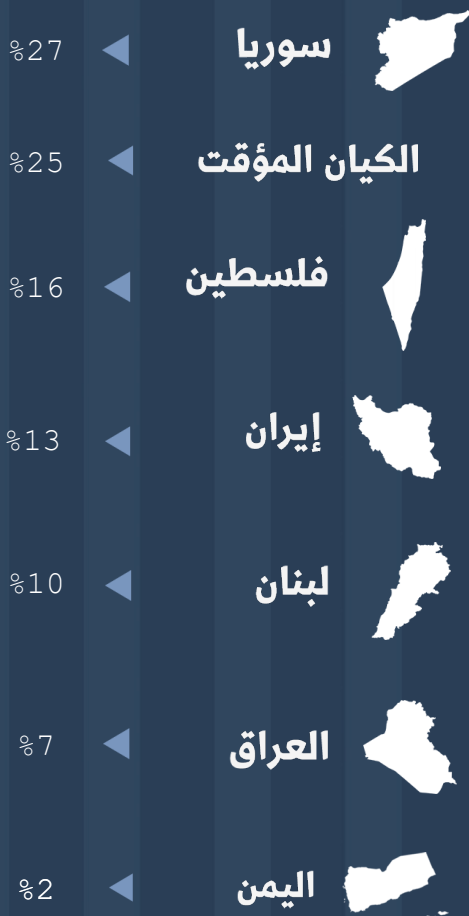 سوريا %27
الكيان المؤقت %25
فلسطين %16
إيران %13
لبنان %10
العراق %7
اليمن %2